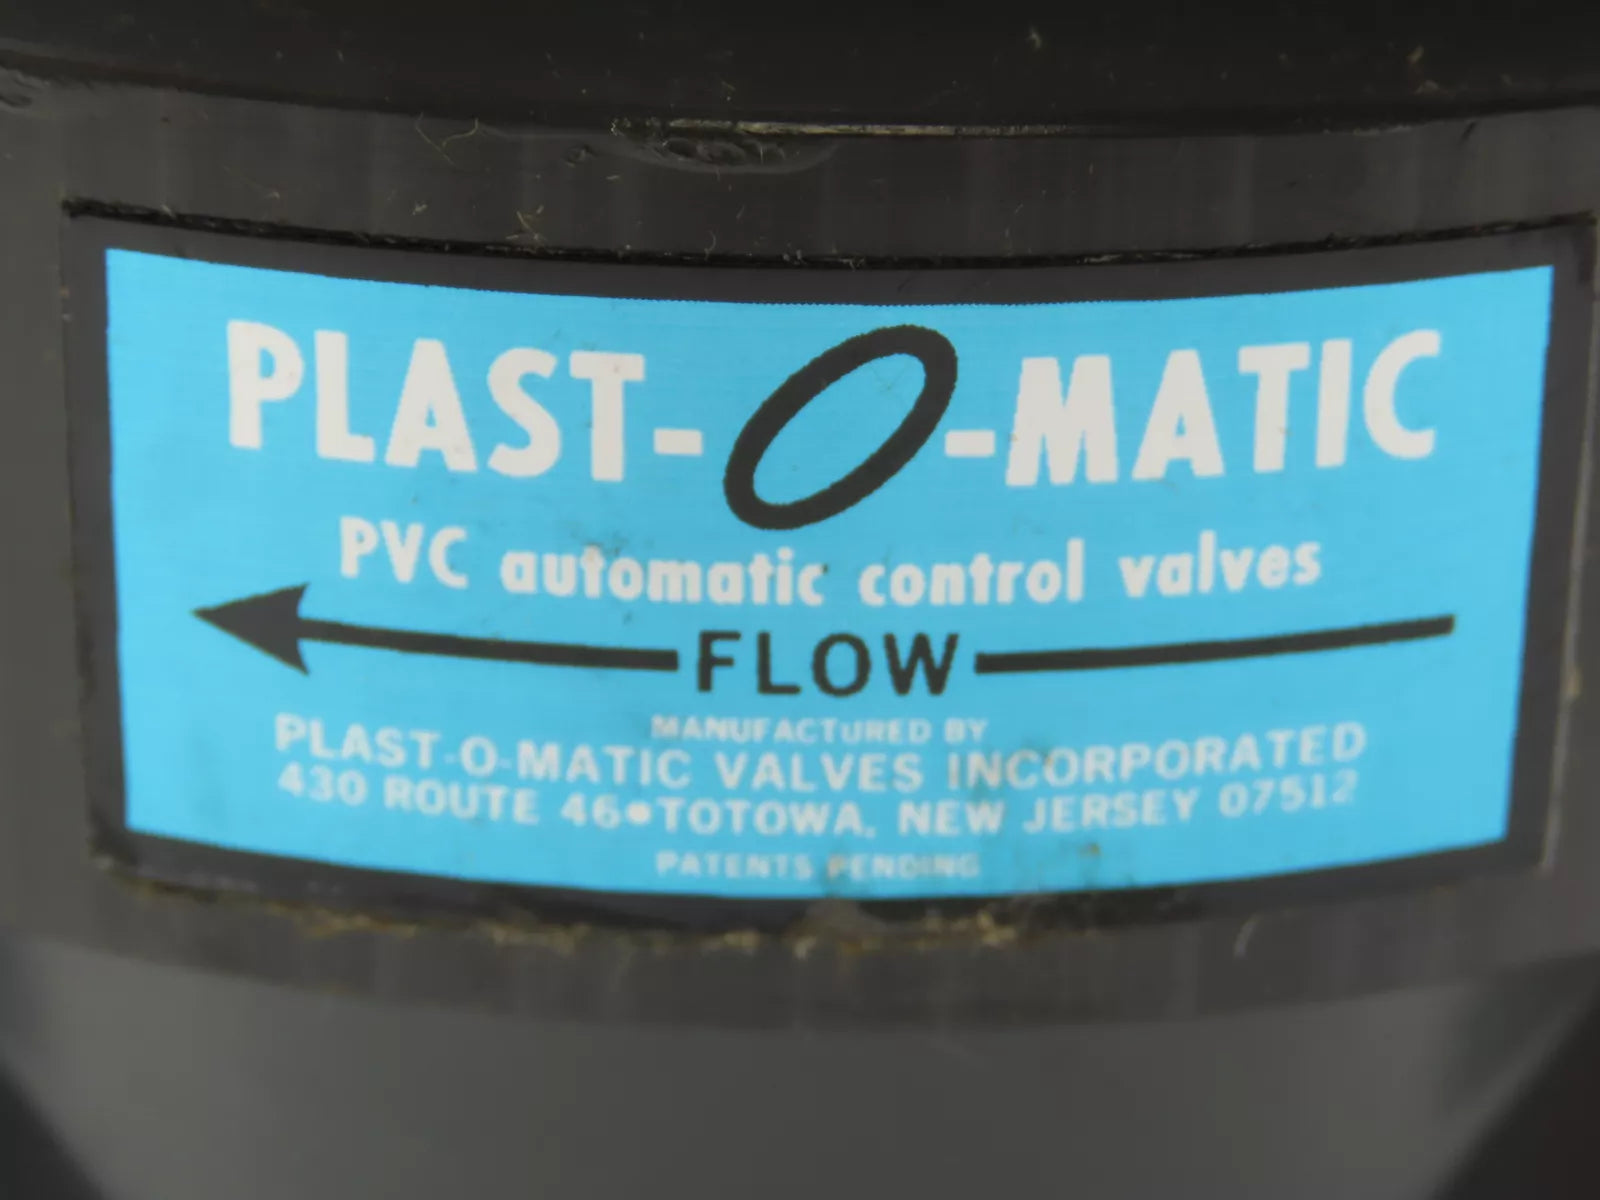 PLAST-O-MATIC
PVC automatic control valves
FLOW
MANUFACTURED BY
PLAST-O-MATIC VALVES INCORPORATED
430 ROUTE 46•TOTOWA, NEW JERSEY 07512
PATENTS PENDING